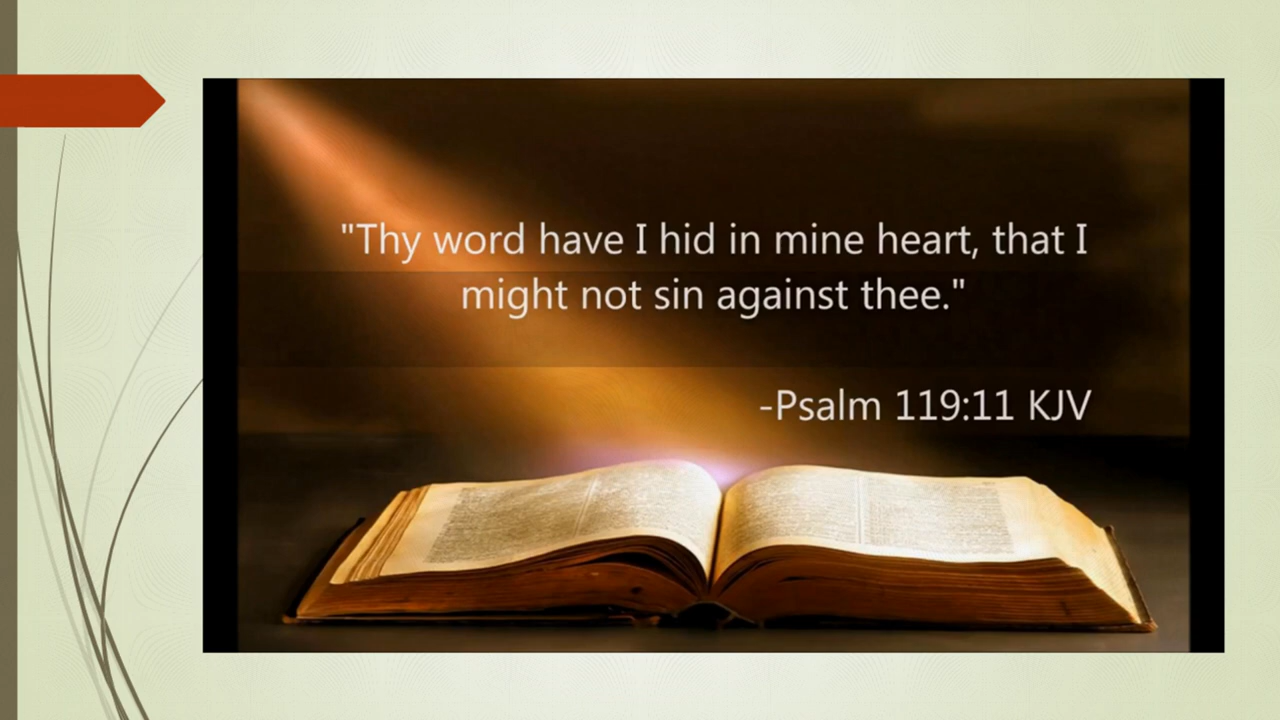 "Thy word have I hid in mine heart, that I
might not sin against thee."
-Psalm 119:11 KJV